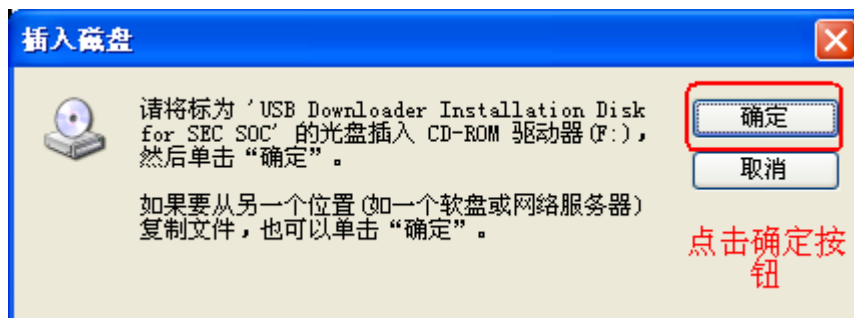 插入磁盘
请将标为 'USB Downloader Installation Disk
for SEC SOC' 的光盘插入 CD-ROM 驱动器(F:)，
然后单击“确定”。
如果要从另一个位置(如一个软盘或网络服务器)
复制文件，也可以单击“确定”。
确定
取消
点击确定按
钮